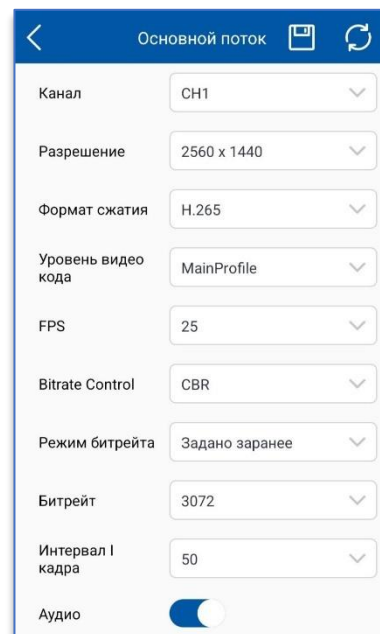 Основной поток
Канал CH1
Разрешение 2560 x 1440
Формат сжатия H.265
Уровень видео
кода MainProfile
FPS 25
Bitrate Control CBR
Режим битрейта Задано заранее
Битрейт 3072
Интервал I
кадра 50
Аудио